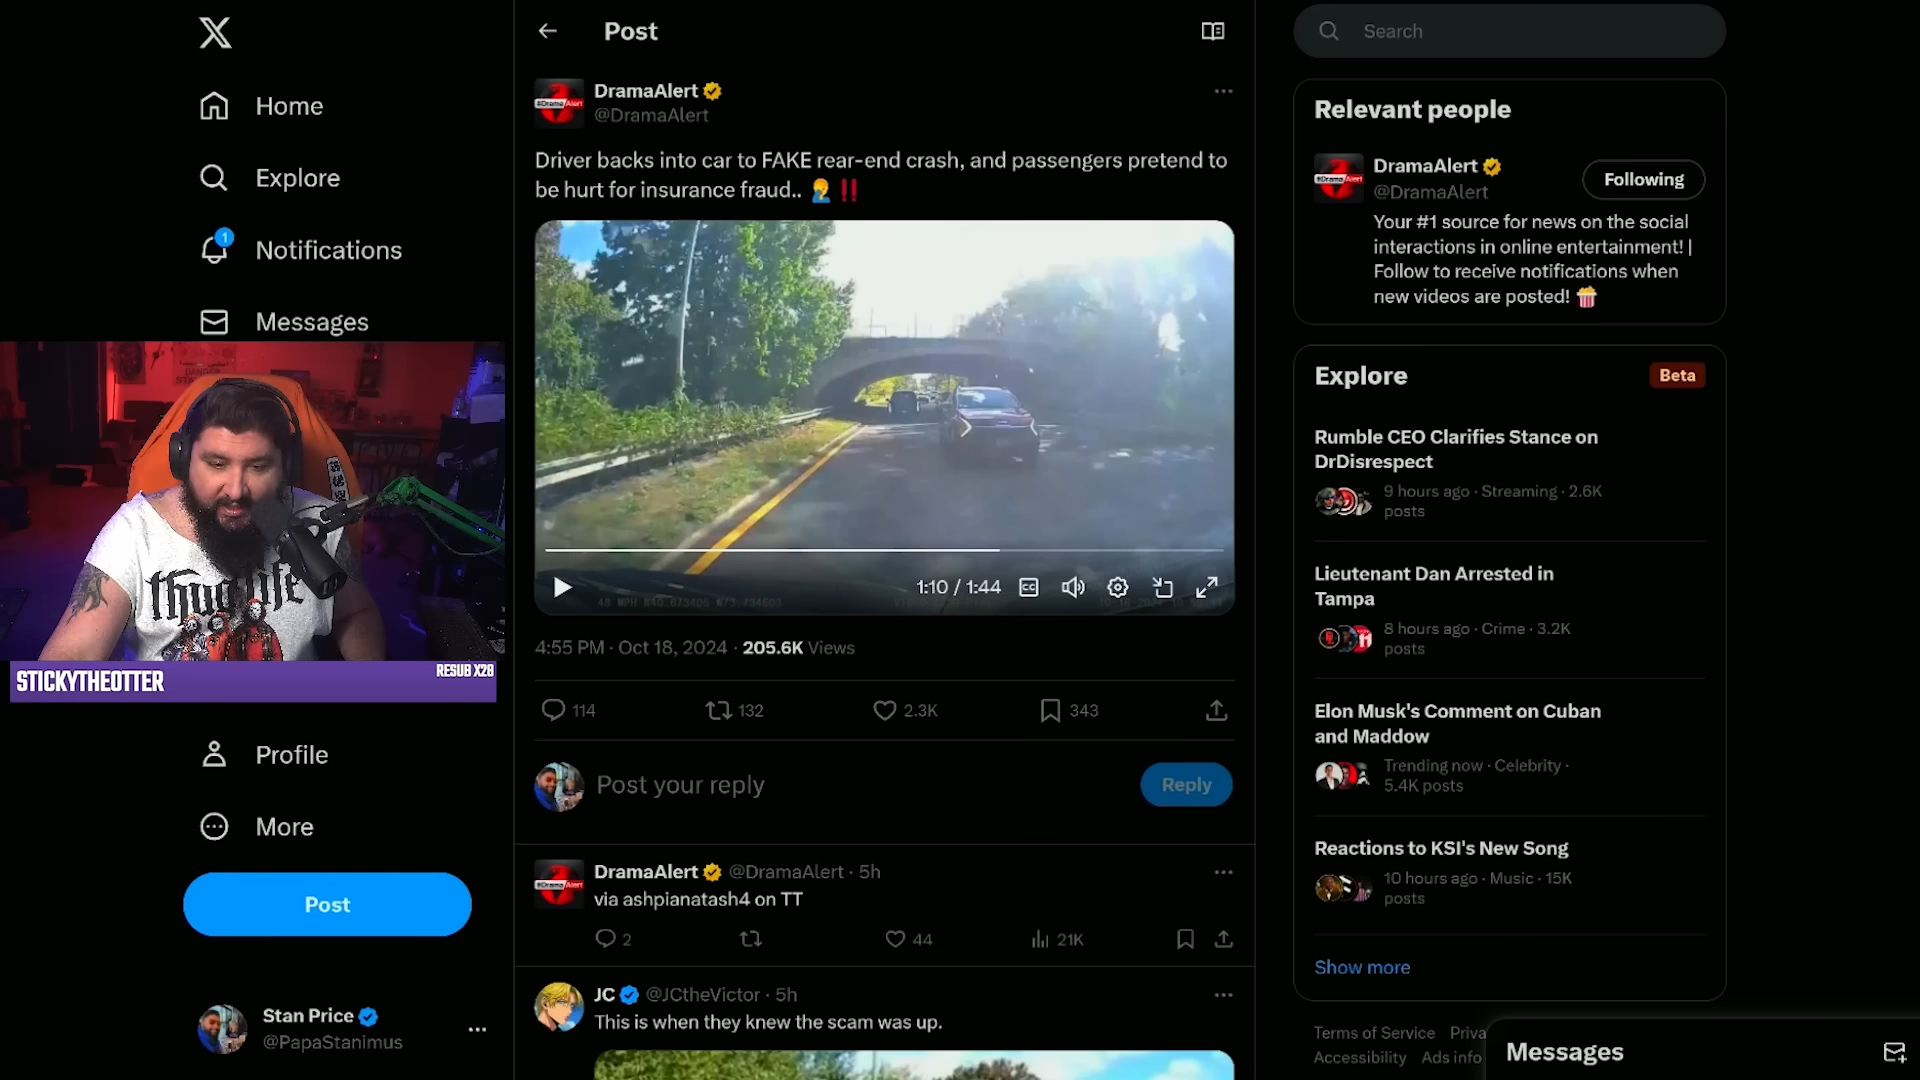 Home
Explore
1
Notifications
Messages
thug life
STICKYTHEOTTER
RESUB X28
Profile
More
Post
Stan Price
@PapaStanimus
Post
DramaAlert
@DramaAlert
Driver backs into car to FAKE rear-end crash, and passengers pretend to
be hurt for insurance fraud.. 🤦‍♂️ ‼️
1:10 / 1:44
CC
4:55 PM · Oct 18, 2024 · 205.6K Views
114
132
2.3K
343
Post your reply
Reply
DramaAlert @DramaAlert · 5h
via ashpianatash4 on TT
2
44
21K
JC @JCtheVictor · 5h
This is when they knew the scam was up.
Search
Relevant people
DramaAlert
@DramaAlert
Following
Your #1 source for news on the social
interactions in online entertainment! |
Follow to receive notifications when
new videos are posted! 🍿
Explore
Beta
Rumble CEO Clarifies Stance on
DrDisrespect
9 hours ago · Streaming · 2.6K
posts
Lieutenant Dan Arrested in
Tampa
8 hours ago · Crime · 3.2K
posts
Elon Musk's Comment on Cuban
and Maddow
Trending now · Celebrity ·
5.4K posts
Reactions to KSI's New Song
10 hours ago · Music · 15K
posts
Show more
Terms of Service Priva
Accessibility Ads info
Messages